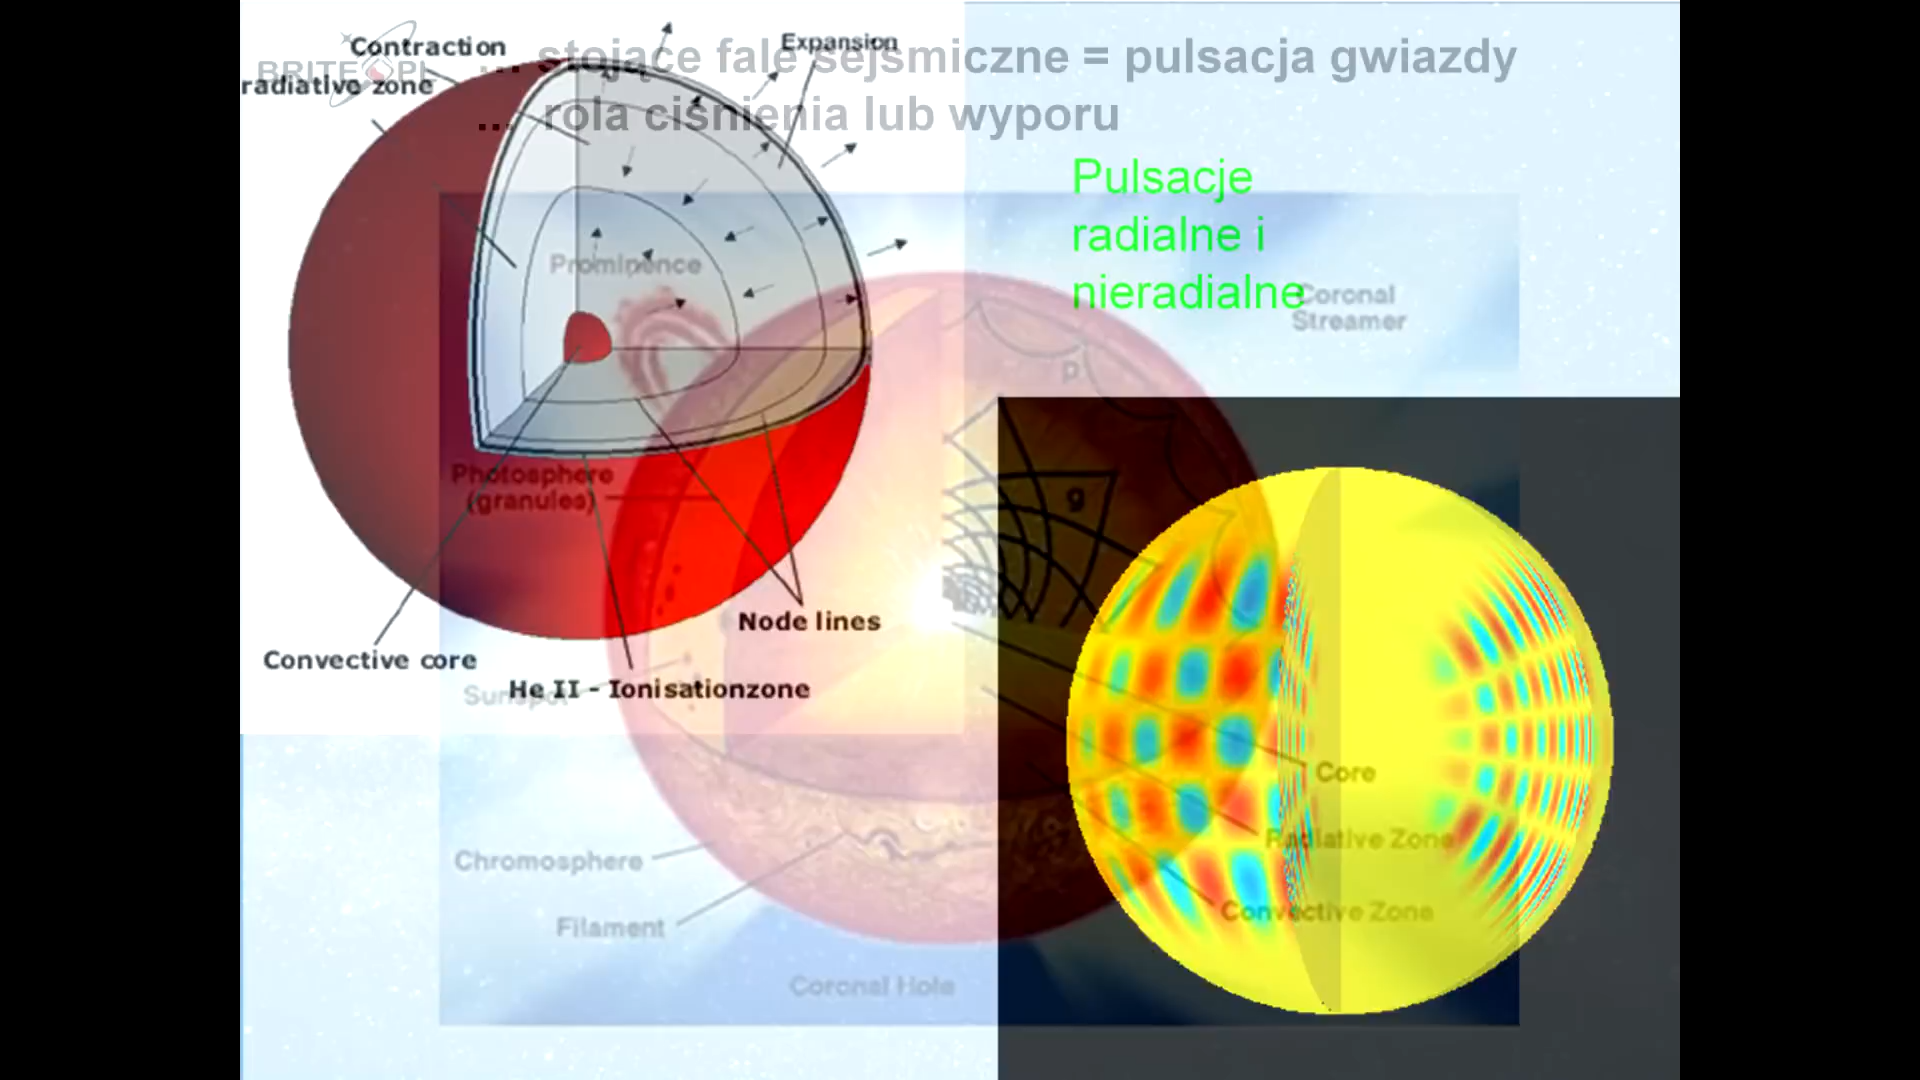 BRITE-PL
... stojące fale sejsmiczne = pulsacja gwiazdy
... rola ciśnienia lub wyporu
Contraction
Expansion
radiative zone
Pulsacje
radialne i
nieradialne
Prominence
Coronal
Streamer
p
Photosphere
(granules)
g
Node lines
Convective core
He II - Ionisationzone
Sunspot
Core
Radiative Zone
Chromosphere
Convective Zone
Filament
Coronal Hole